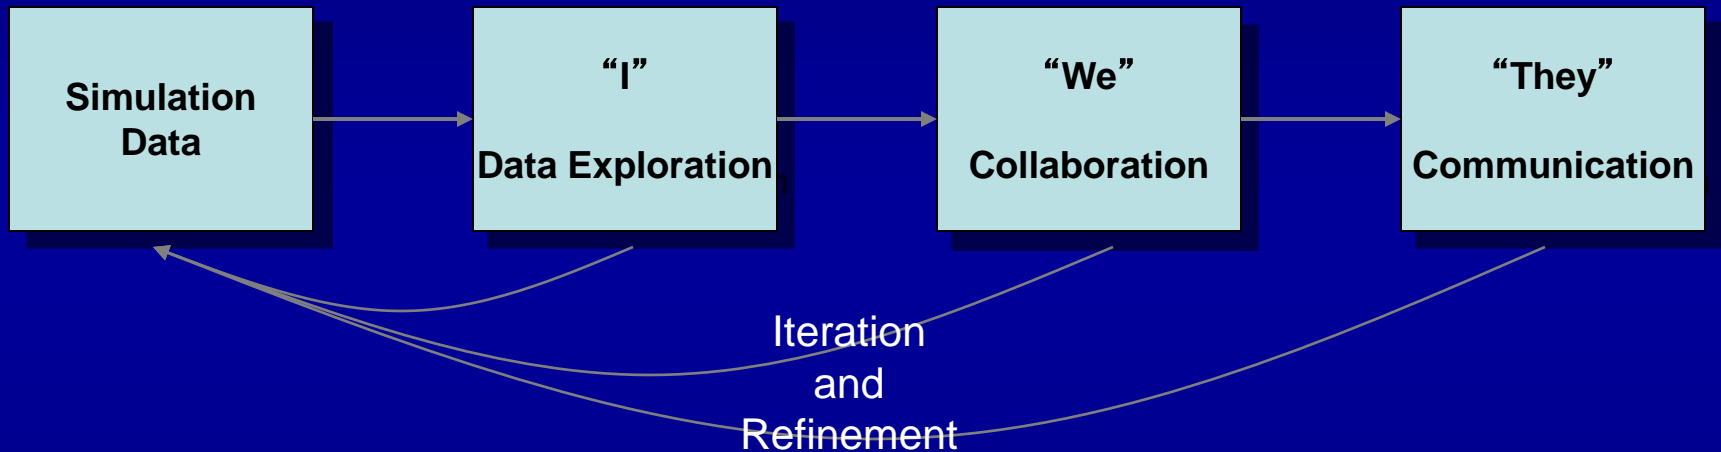 Simulation
Data
“I”
Data Exploration
“We”
Collaboration
“They”
Communication
Iteration
and
Refinement